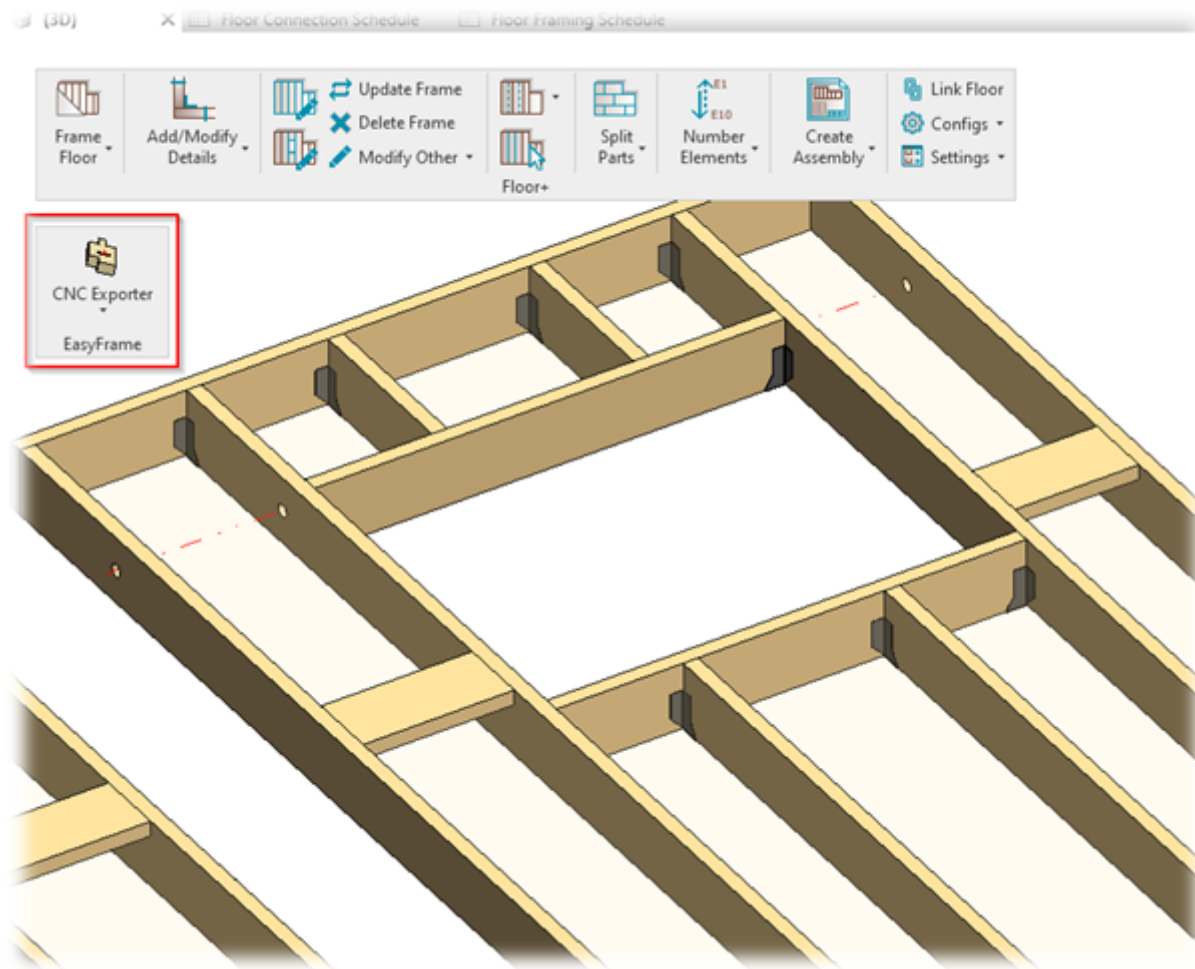 (3D)
Floor Connection Schedule
Floor Framing Schedule
Frame
Floor
Add/Modify
Details
Update Frame
Delete Frame
Modify Other
Split
Parts
E1
E10
Number
Elements
Create
Assembly
Link Floor
Configs
Settings
Floor+
CNC Exporter
EasyFrame